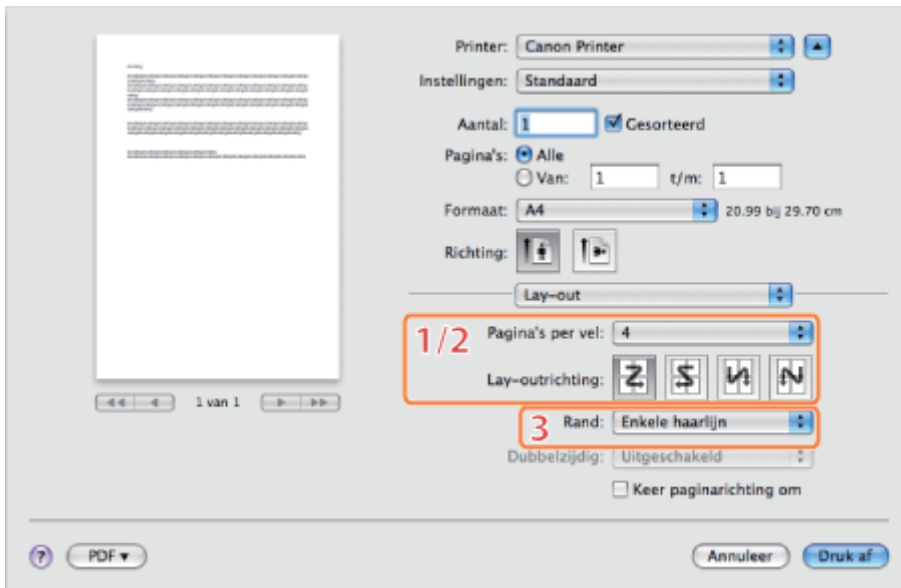 Printer: Canon Printer
Instellingen: Standaard
Aantal: 1 Gesorteerd
Pagina's: Alle
Van: 1 t/m: 1
Formaat: A4 20.99 bij 29.70 cm
Richting:
Lay-out
1/2 Pagina's per vel: 4
Lay-outrichting:
3 Rand: Enkele haarlijn
Dubbelzijdig: Uitgeschakeld
Keer paginarichting om
1 van 1
? PDF Annuleer Druk af